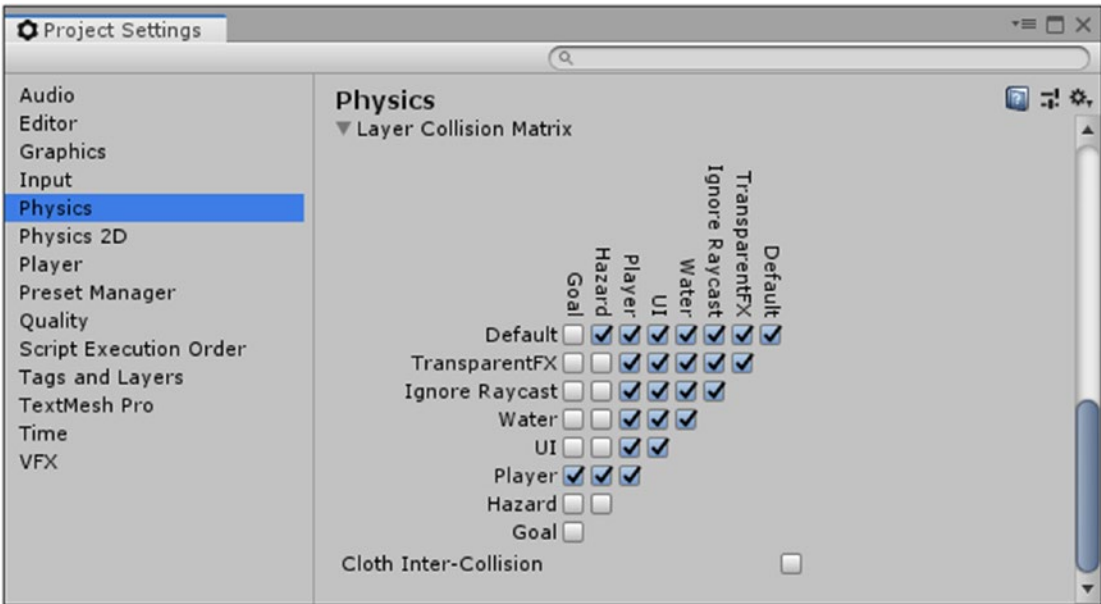 Project Settings
Audio
Editor
Graphics
Input
Physics
Physics 2D
Player
Preset Manager
Quality
Script Execution Order
Tags and Layers
TextMesh Pro
Time
VFX
Physics
Layer Collision Matrix
Goal
Hazard
Player
UI
Water
Ignore Raycast
TransparentFX
Default
Default
TransparentFX
Ignore Raycast
Water
UI
Player
Hazard
Goal
Cloth Inter-Collision